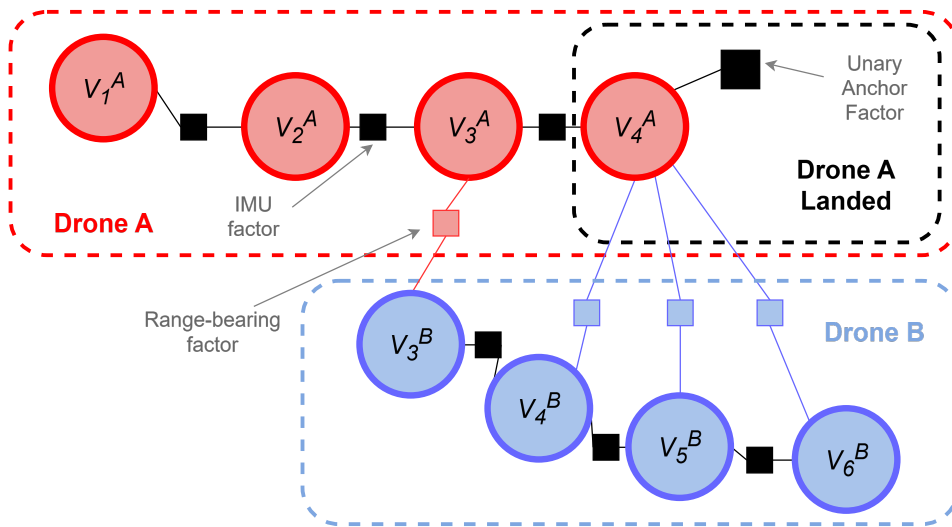 V₁ᴬ
V₂ᴬ
V₃ᴬ
V₄ᴬ
Unary
Anchor
Factor
Drone A
Landed
IMU
factor
Drone A
Range-bearing
factor
Drone B
V₃ᴮ
V₄ᴮ
V₅ᴮ
V₆ᴮ